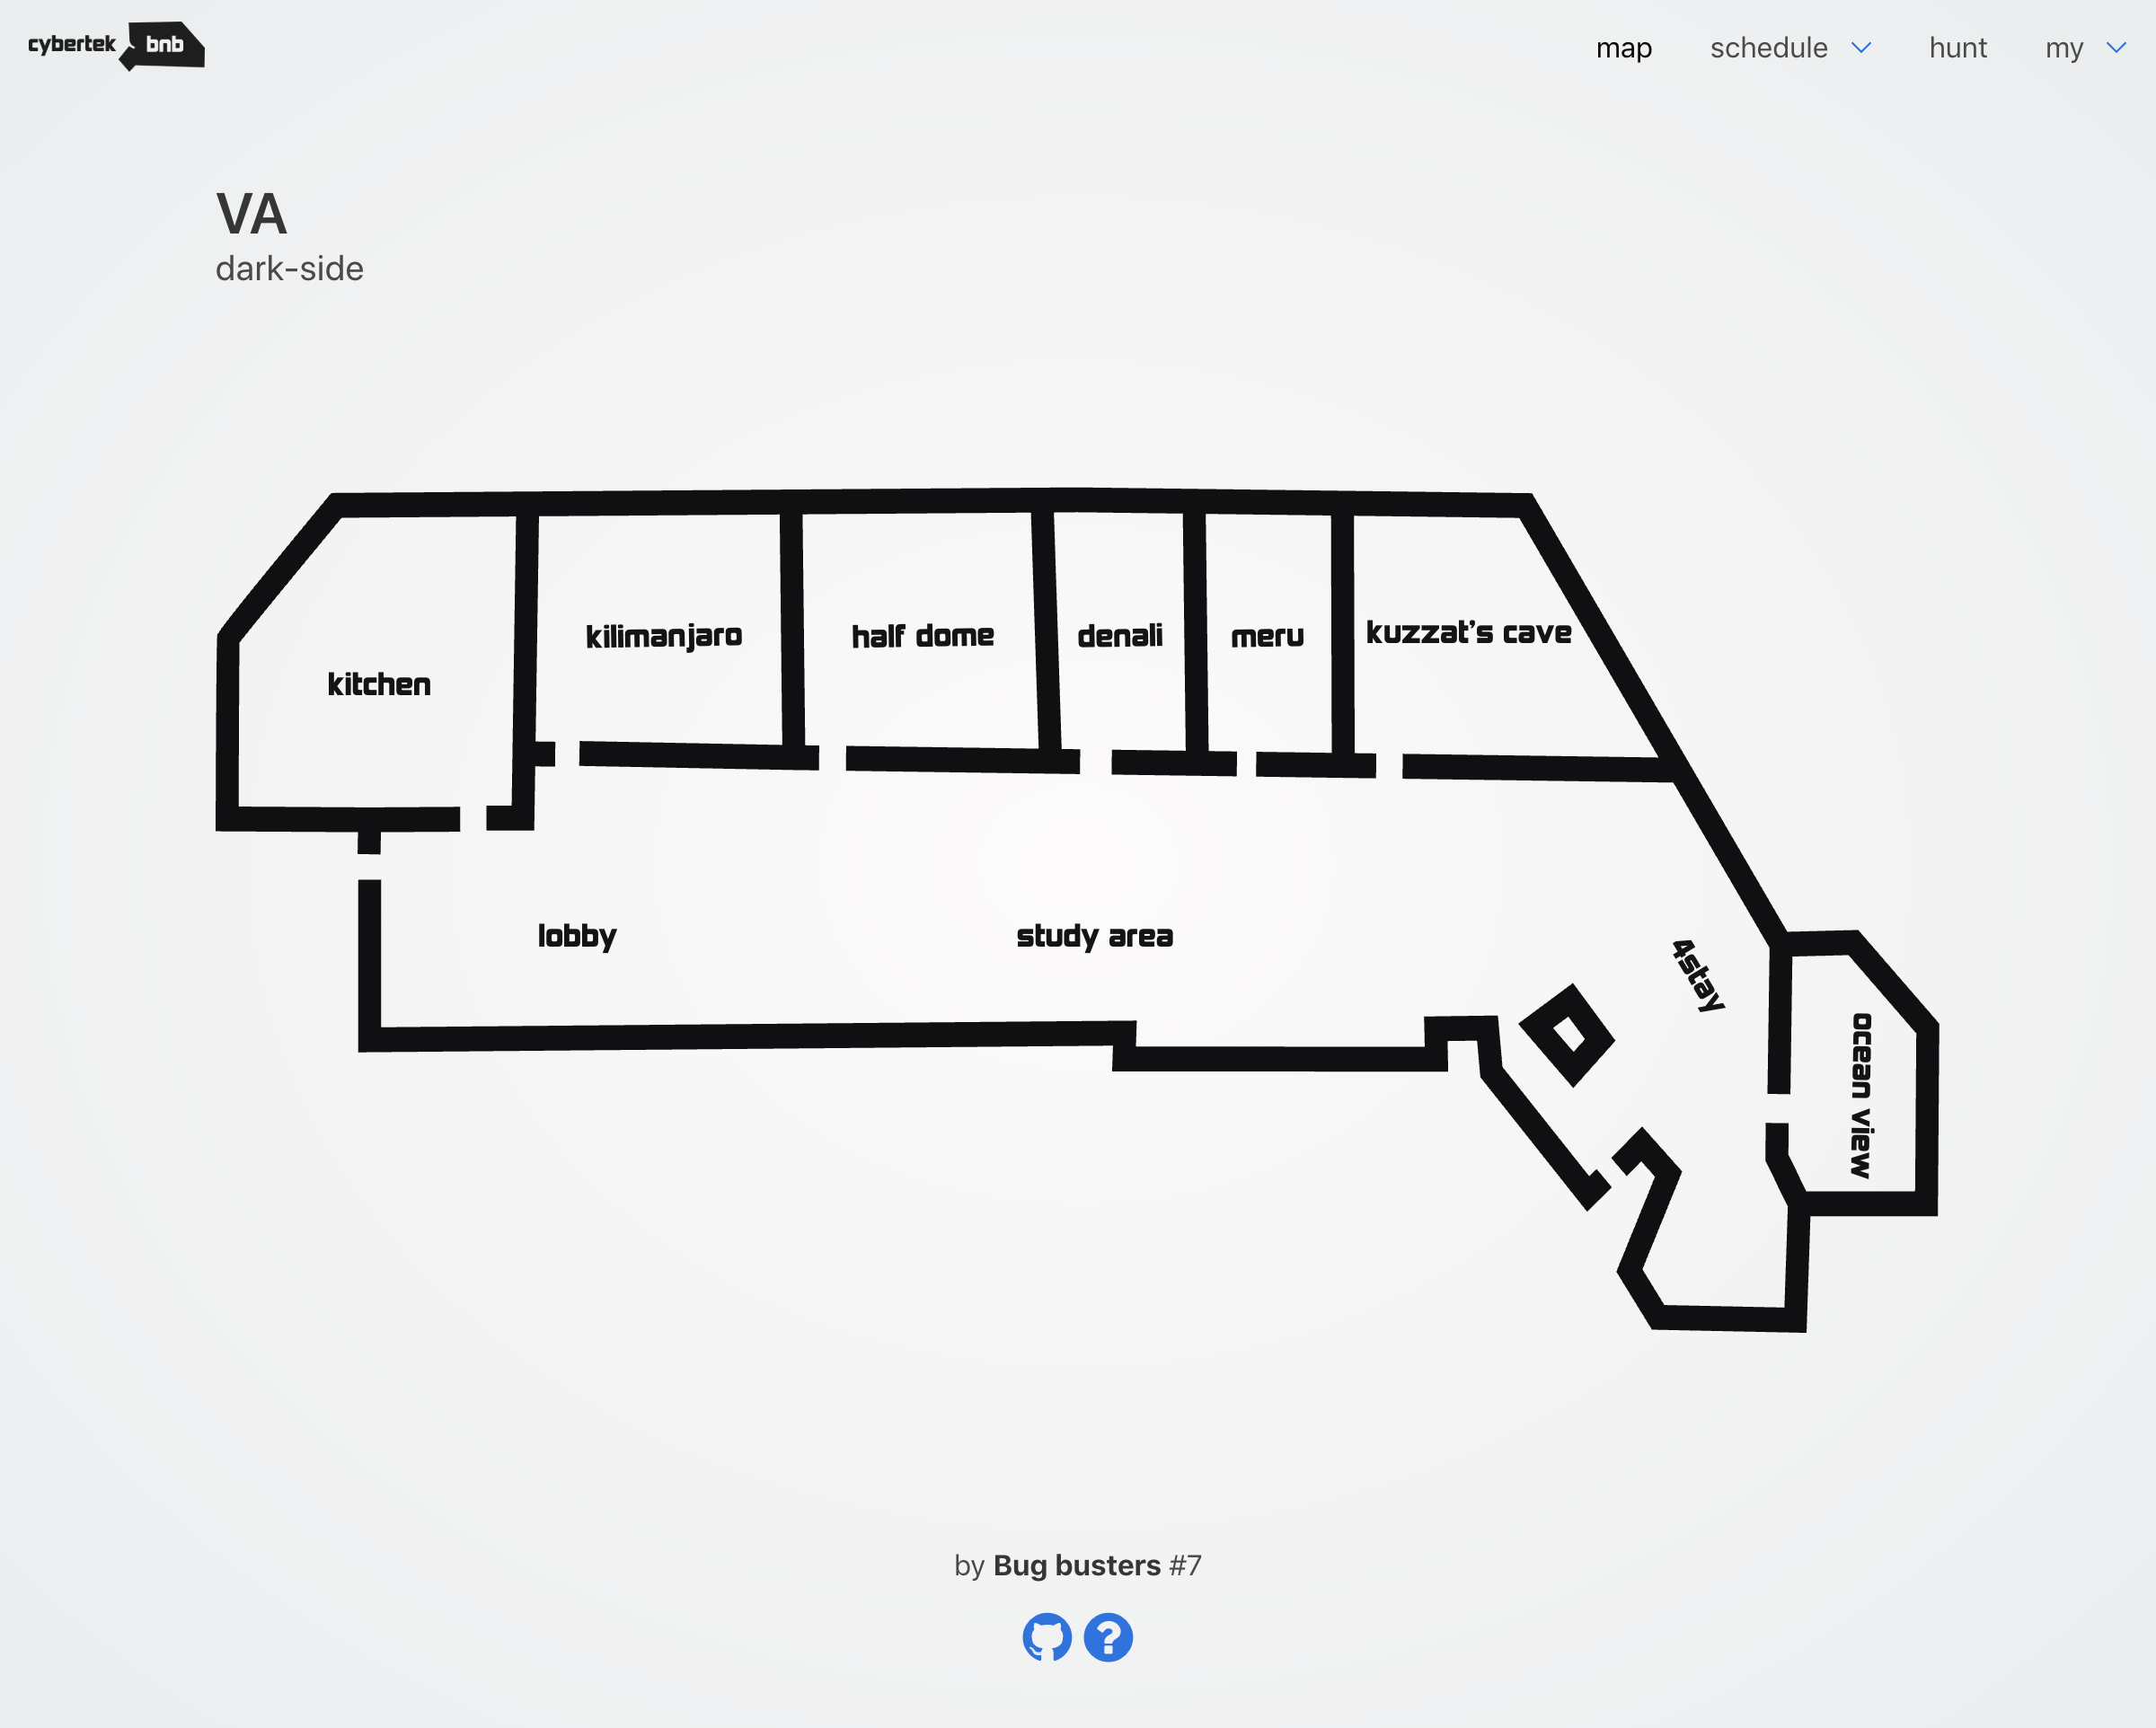 cybertek bnb
map schedule hunt my
VA
dark-side
kilimanjaro half dome denali meru kuzzat's cave
kitchen
lobby study area
4stay
ocean view
by Bug busters #7
?